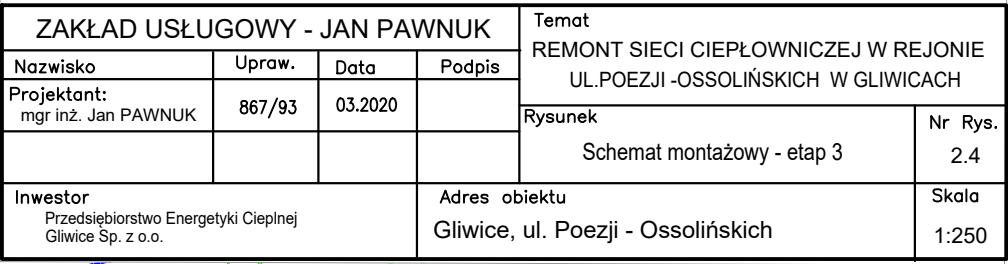 ZAKŁAD USŁUGOWY - JAN PAWNUK
Nazwisko Upraw. Data Podpis
Projektant:
mgr inż. Jan PAWNUK 867/93 03.2020
Temat
REMONT SIECI CIEPŁOWNICZEJ W REJONIE
UL.POEZJI -OSSOLIŃSKICH W GLIWICACH
Rysunek
Schemat montażowy - etap 3
Nr Rys.
2.4
Inwestor
Przedsiębiorstwo Energetyki Cieplnej
Gliwice Sp. z o.o.
Adres obiektu
Gliwice, ul. Poezji - Ossolińskich
Skala
1:250